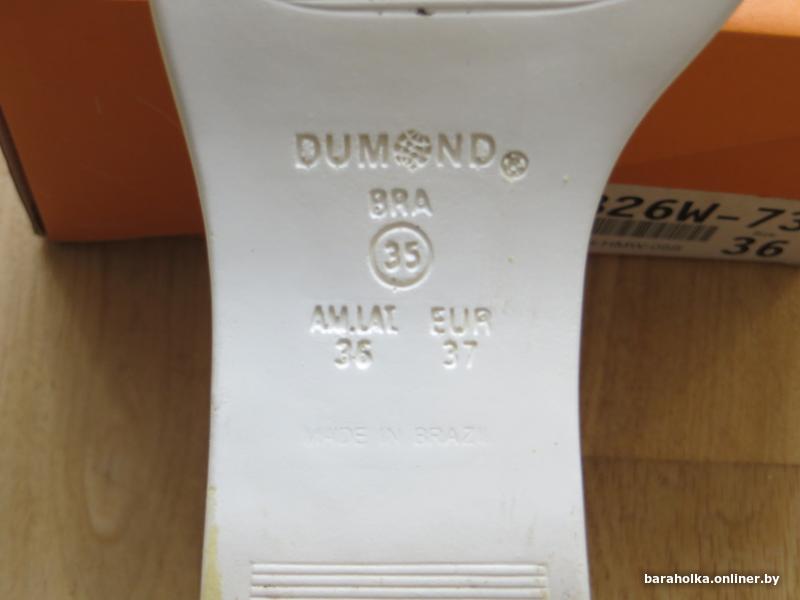 DUMOND®
BRA
35
AM.LAT EUR
36 37
MADE IN BRAZIL
326W-73
36
baraholka.onliner.by